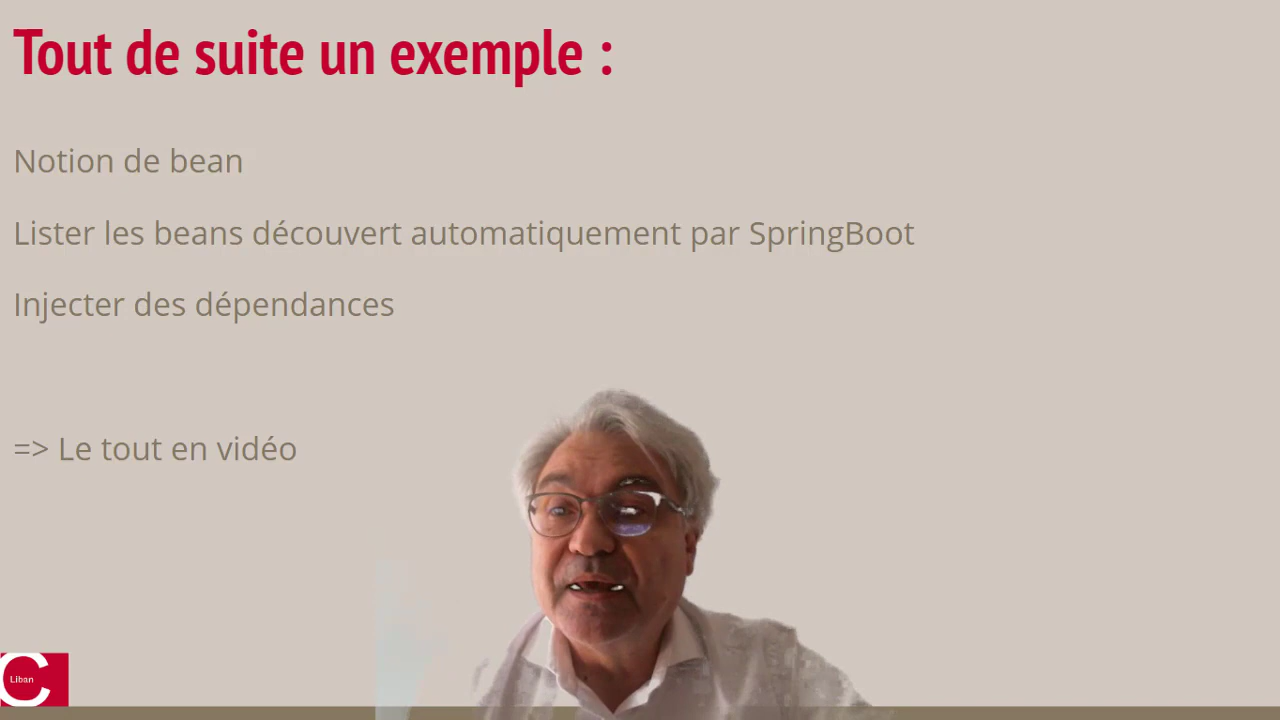 Tout de suite un exemple :
Notion de bean
Lister les beans découvert automatiquement par SpringBoot
Injecter des dépendances
=> Le tout en vidéo
Liban